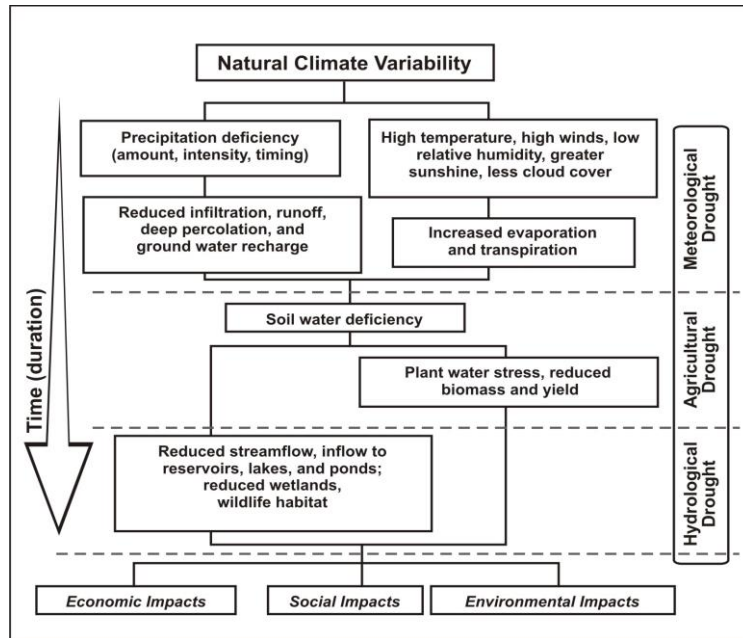 Natural Climate Variability
Precipitation deficiency
(amount, intensity, timing)
High temperature, high winds, low
relative humidity, greater
sunshine, less cloud cover
Reduced infiltration, runoff,
deep percolation, and
ground water recharge
Increased evaporation
and transpiration
Meteorological
Drought
Soil water deficiency
Plant water stress, reduced
biomass and yield
Agricultural
Drought
Time (duration)
Reduced streamflow, inflow to
reservoirs, lakes, and ponds;
reduced wetlands,
wildlife habitat
Hydrological
Drought
Economic Impacts
Social Impacts
Environmental Impacts